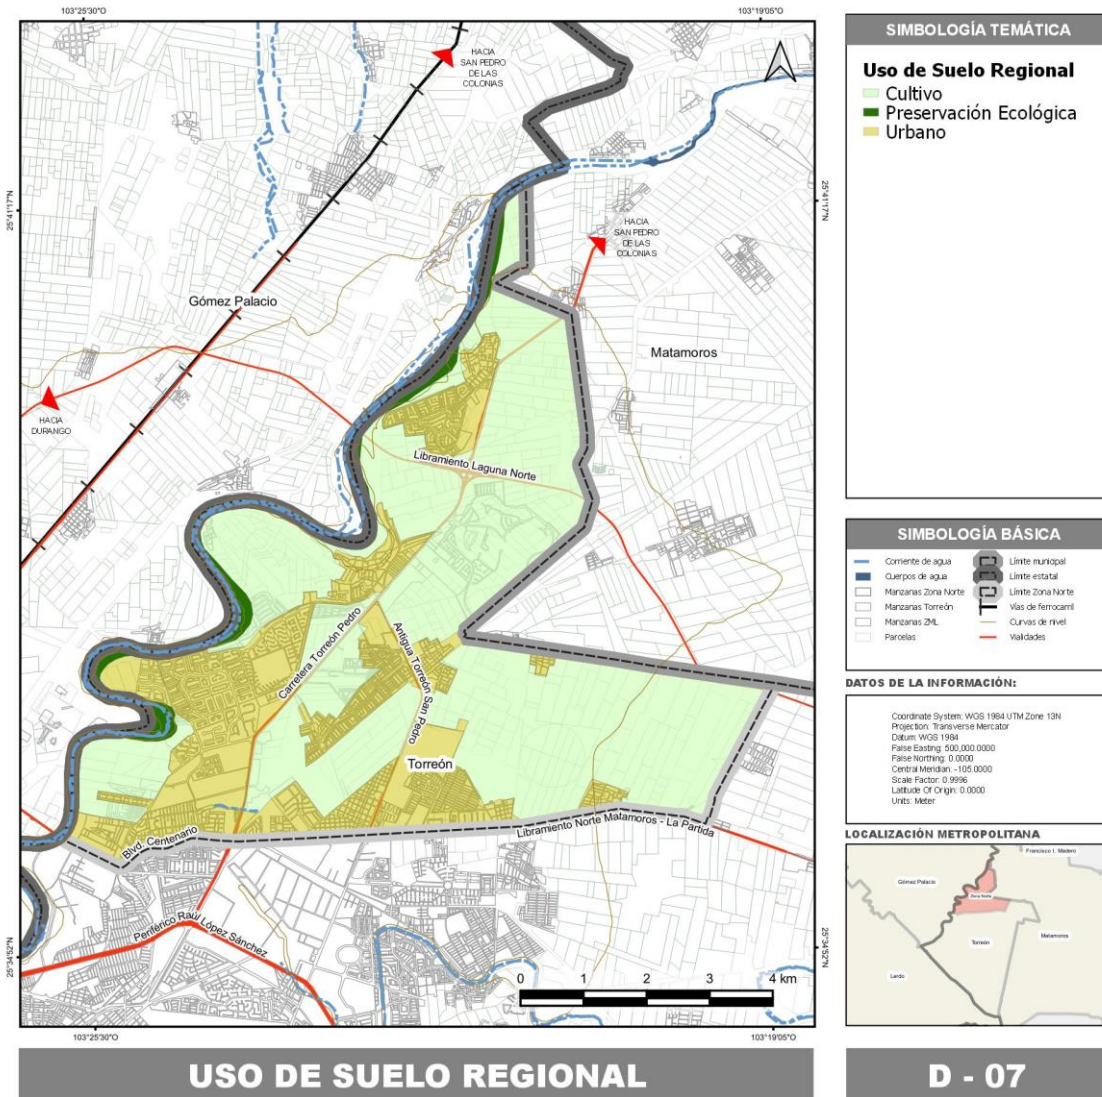 103°25'30"O
103°19'05"O
HACIA
SAN PEDRO
DE LAS
COLONIAS
25°41'17"N
25°41'17"N
HACIA
SAN PEDRO
DE LAS
COLONIAS
Gómez Palacio
Matamoros
HACIA
DURANGO
Libramiento Laguna Norte
Carretera Torreón Pedro
Antigua Torreón San Pedro
Torreón
Blvd. Centenario
Libramiento Norte Matamoros - La Partida
Periférico Raúl López Sánchez
25°34'52"N
25°34'52"N
0 1 2 3 4 km
103°25'30"O
103°19'05"O
USO DE SUELO REGIONAL
SIMBOLOGÍA TEMÁTICA
Uso de Suelo Regional
Cultivo
Preservación Ecológica
Urbano
SIMBOLOGÍA BÁSICA
Corriente de agua
Cuerpos de agua
Manzanas Zona Norte
Manzanas Torreón
Manzanas ZML
Parcelas
Límite municipal
Límite estatal
Límite Zona Norte
Vías de ferrocarril
Curvas de nivel
Vialidades
DATOS DE LA INFORMACIÓN:
Coordinate System: WGS 1984 UTM Zone 13N
Projection: Transverse Mercator
Datum: WGS 1984
False Easting: 500,000.0000
False Northing: 0.0000
Central Meridian: -105.0000
Scale Factor: 0.9996
Latitude Of Origin: 0.0000
Units: Meter
LOCALIZACIÓN METROPOLITANA
Francisco I. Madero
Gómez Palacio
Zona Norte
Torreón
Matamoros
Lerdo
D - 07